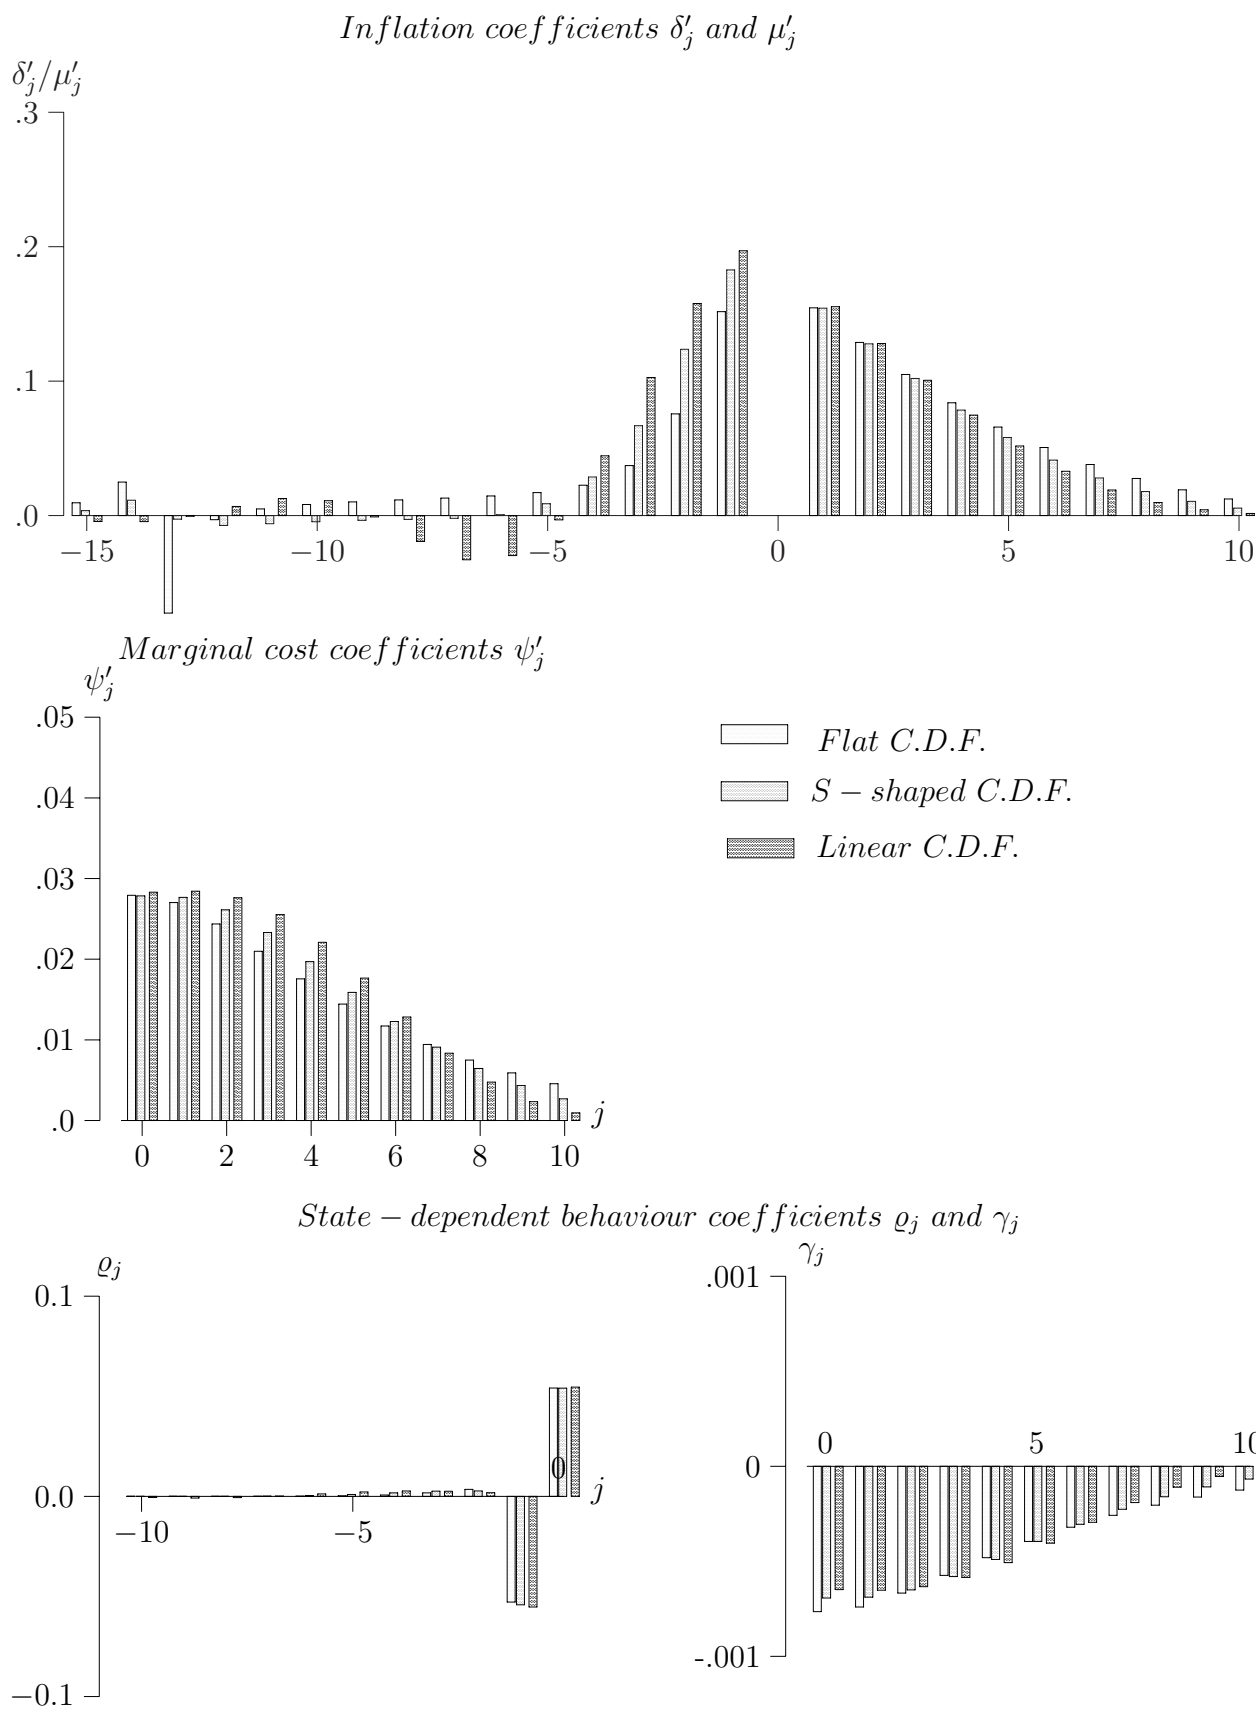 Inflation coefficients δ′j and μ′j
δ′j/μ′j
.3
.2
.1
.0
−15 −10 −5 0 5 10
Marginal cost coefficients ψ′j
ψ′j
.05
.04
.03
.02
.01
.0
0 2 4 6 8 10
j
Flat C.D.F.
S − shaped C.D.F.
Linear C.D.F.
State − dependent behaviour coefficients ϱj and γj
ϱj
0.1
0.0
−0.1
−10 −5 0
j
γj
.001
0
-.001
0 5 10